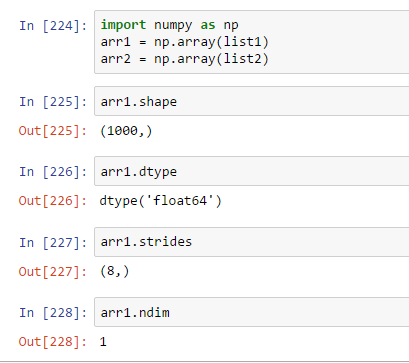 In [224]: import numpy as np
arr1 = np.array(list1)
arr2 = np.array(list2)
In [225]: arr1.shape
Out[225]: (1000,)
In [226]: arr1.dtype
Out[226]: dtype('float64')
In [227]: arr1.strides
Out[227]: (8,)
In [228]: arr1.ndim
Out[228]: 1